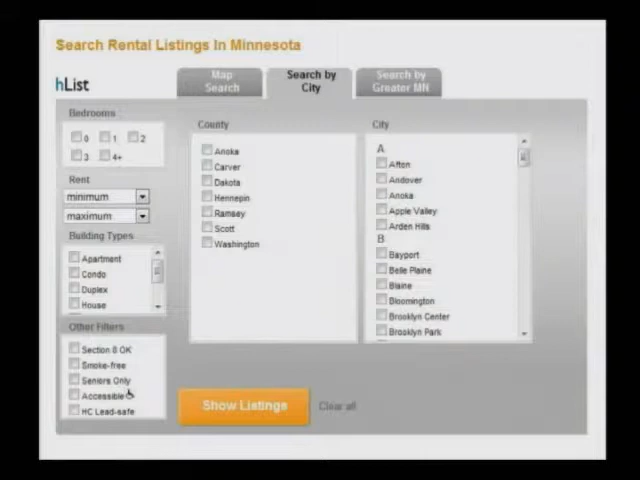 Search Rental Listings In Minnesota
hList
Map Search
Search by City
Search by Greater MN
Bedrooms
0 1 2
3 4+
Rent
minimum
maximum
Building Types
Apartment
Condo
Duplex
House
Other Filters
Section 8 OK
Smoke-free
Seniors Only
Accessible
HC Lead-safe
County
Anoka
Carver
Dakota
Hennepin
Ramsey
Scott
Washington
City
A
Afton
Andover
Anoka
Apple Valley
Arden Hills
B
Bayport
Belle Plaine
Blaine
Bloomington
Brooklyn Center
Brooklyn Park
Show Listings
Clear all